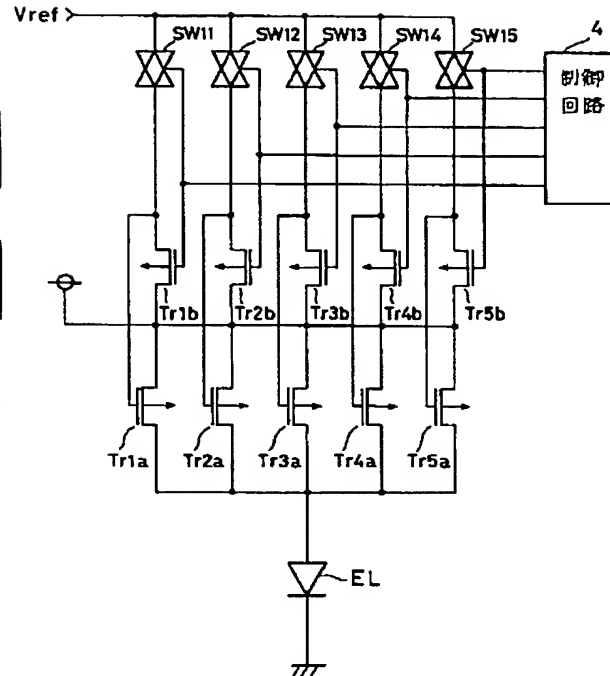 Vref
SW11 SW12 SW13 SW14 SW15
4
制御
回路
Tr1b Tr2b Tr3b Tr4b Tr5b
Tr1a Tr2a Tr3a Tr4a Tr5a
EL